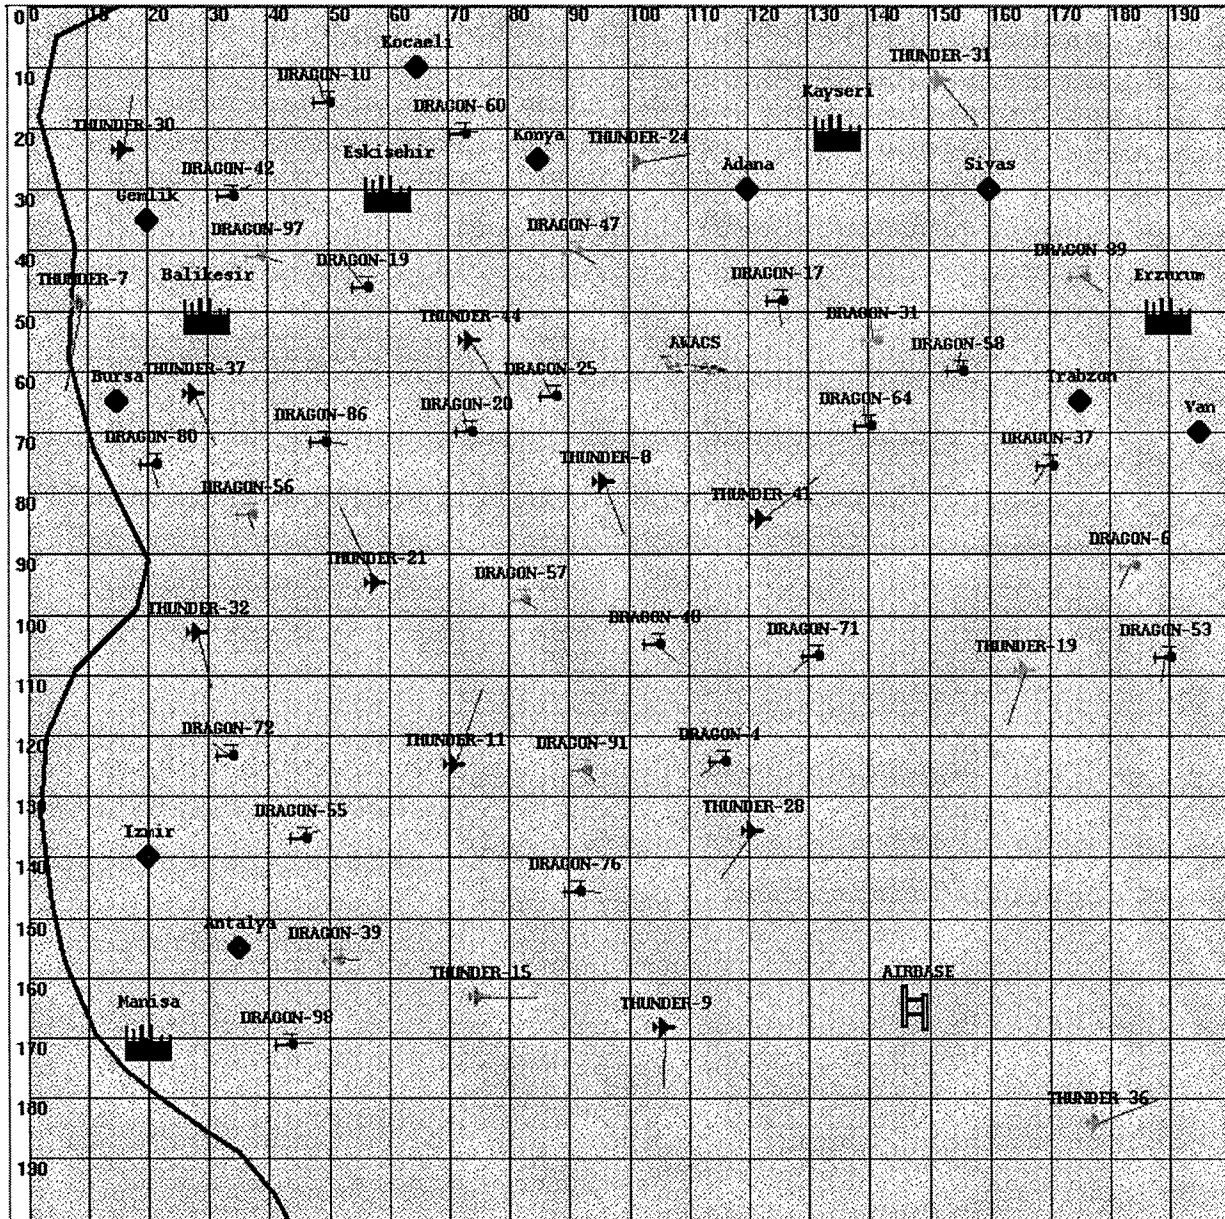 0 10 20 30 40 50 60 70 80 90 100 110 120 130 140 150 160 170 180 190
Kocaeli
THUNDER-31
10
DRAGON-10
Kayseri
DRAGON-60
20
THUNDER-30
Konya
THUNDER-24
Eskisehir
DRAGON-42
Adana
Sivas
30
Gemlik
DRAGON-97
DRAGON-47
40
DRAGON-19
DRAGON-89
THUNDER-7
Balikesir
DRAGON-17
Erzurum
50
THUNDER-44
DRAGON-31
AWACS
DRAGON-58
60
Bursa
THUNDER-37
DRAGON-25
Trabzon
DRAGON-20
DRAGON-64
Van
70
DRAGON-86
DRAGON-80
DRAGON-37
THUNDER-8
80
DRAGON-56
THUNDER-41
90
THUNDER-21
DRAGON-6
DRAGON-57
100
THUNDER-32
DRAGON-40
DRAGON-71
DRAGON-53
THUNDER-19
110
120
DRAGON-72
THUNDER-11
DRAGON-91
DRAGON-4
130
DRAGON-55
THUNDER-28
Izmir
140
DRAGON-76
150
Antalya
DRAGON-39
160
THUNDER-15
AIRBASE
Manisa
DRAGON-98
THUNDER-9
170
180
THUNDER-36
190